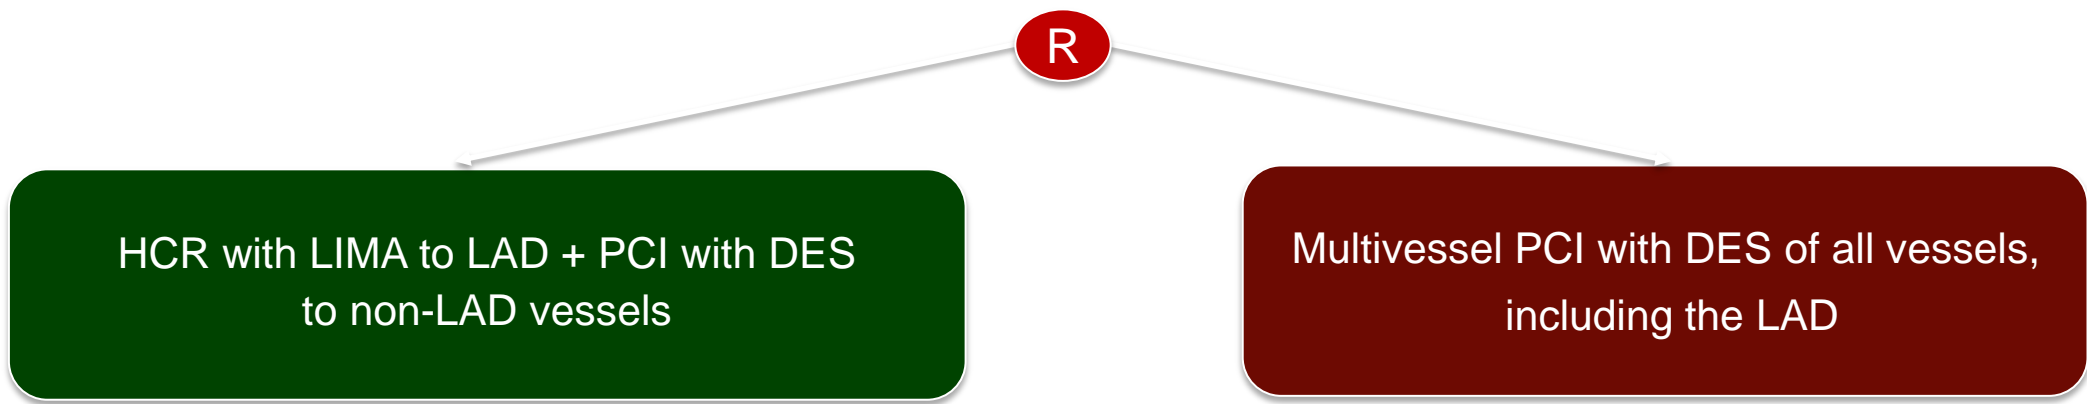 R
HCR with LIMA to LAD + PCI with DES
to non-LAD vessels
Multivessel PCI with DES of all vessels,
including the LAD